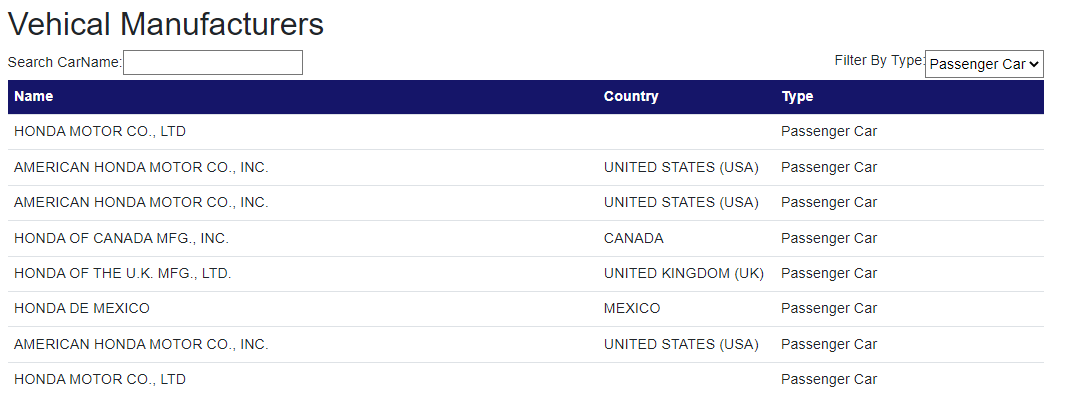 Vehical Manufacturers
Search CarName: Filter By Type: Passenger Car
Name Country Type
HONDA MOTOR CO., LTD Passenger Car
AMERICAN HONDA MOTOR CO., INC. UNITED STATES (USA) Passenger Car
AMERICAN HONDA MOTOR CO., INC. UNITED STATES (USA) Passenger Car
HONDA OF CANADA MFG., INC. CANADA Passenger Car
HONDA OF THE U.K. MFG., LTD. UNITED KINGDOM (UK) Passenger Car
HONDA DE MEXICO MEXICO Passenger Car
AMERICAN HONDA MOTOR CO., INC. UNITED STATES (USA) Passenger Car
HONDA MOTOR CO., LTD Passenger Car